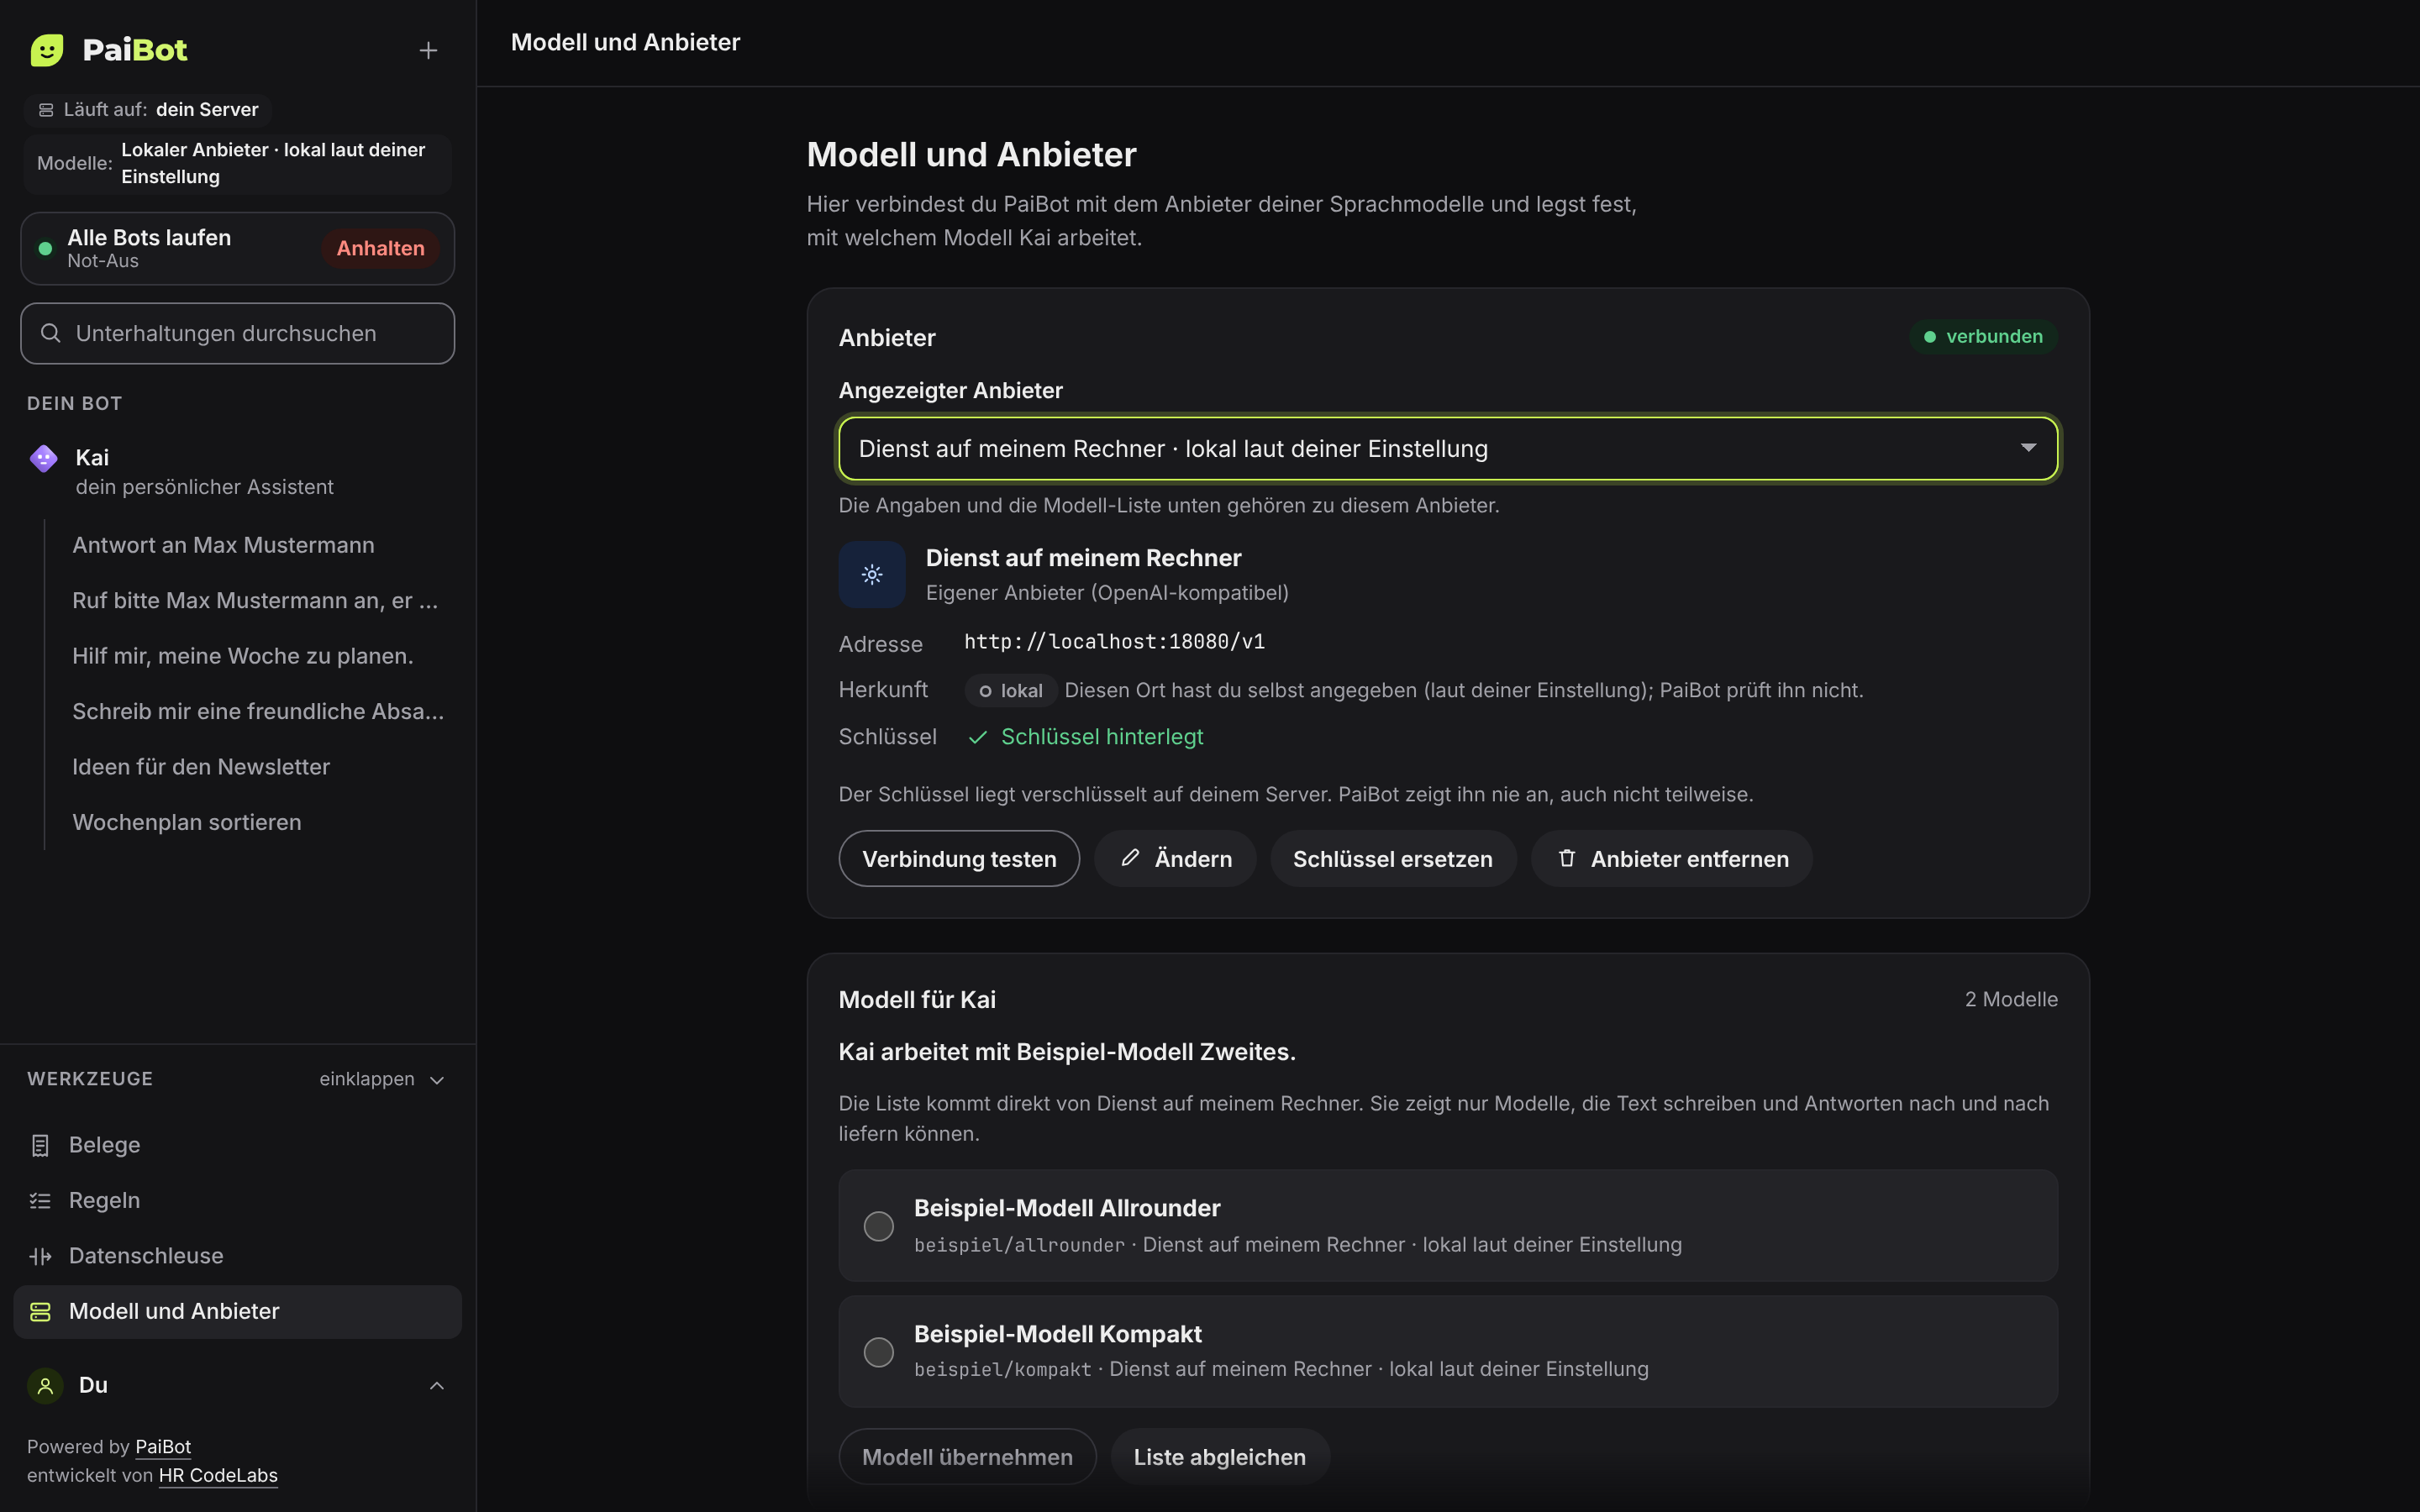 PaiBot
Läuft auf: dein Server
Modelle: Lokaler Anbieter · lokal laut deiner
Einstellung
Alle Bots laufen
Not-Aus
Anhalten
Unterhaltungen durchsuchen
DEIN BOT
Kai
dein persönlicher Assistent
Antwort an Max Mustermann
Ruf bitte Max Mustermann an, er ...
Hilf mir, meine Woche zu planen.
Schreib mir eine freundliche Absa...
Ideen für den Newsletter
Wochenplan sortieren
WERKZEUGE
einklappen
Belege
Regeln
Datenschleuse
Modell und Anbieter
Du
Powered by PaiBot
entwickelt von HR CodeLabs
Modell und Anbieter
Modell und Anbieter
Hier verbindest du PaiBot mit dem Anbieter deiner Sprachmodelle und legst fest,
mit welchem Modell Kai arbeitet.
Anbieter
verbunden
Angezeigter Anbieter
Dienst auf meinem Rechner · lokal laut deiner Einstellung
Die Angaben und die Modell-Liste unten gehören zu diesem Anbieter.
Dienst auf meinem Rechner
Eigener Anbieter (OpenAI-kompatibel)
Adresse http://localhost:18080/v1
Herkunft lokal Diesen Ort hast du selbst angegeben (laut deiner Einstellung); PaiBot prüft ihn nicht.
Schlüssel Schlüssel hinterlegt
Der Schlüssel liegt verschlüsselt auf deinem Server. PaiBot zeigt ihn nie an, auch nicht teilweise.
Verbindung testen Ändern Schlüssel ersetzen Anbieter entfernen
Modell für Kai
2 Modelle
Kai arbeitet mit Beispiel-Modell Zweites.
Die Liste kommt direkt von Dienst auf meinem Rechner. Sie zeigt nur Modelle, die Text schreiben und Antworten nach und nach
liefern können.
Beispiel-Modell Allrounder
beispiel/allrounder · Dienst auf meinem Rechner · lokal laut deiner Einstellung
Beispiel-Modell Kompakt
beispiel/kompakt · Dienst auf meinem Rechner · lokal laut deiner Einstellung
Modell übernehmen Liste abgleichen